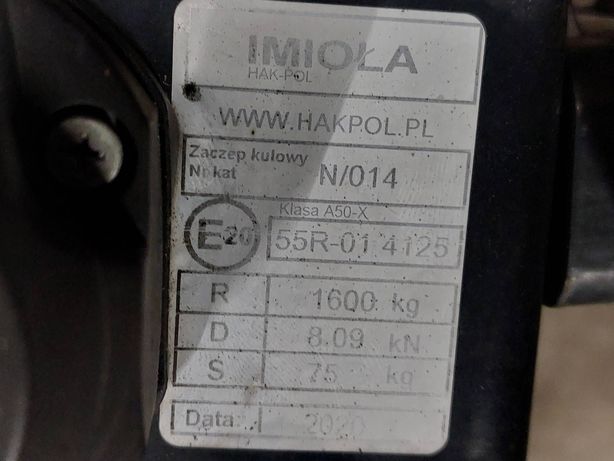 IMIOŁA
HAK-POL
WWW.HAKPOL.PL
Zaczep kulowy
Nr kat N/014
Klasa A50-X
E20 55R-01 4125
R 1600 kg
D 8.09 kN
S 75 kg
Data: 2020